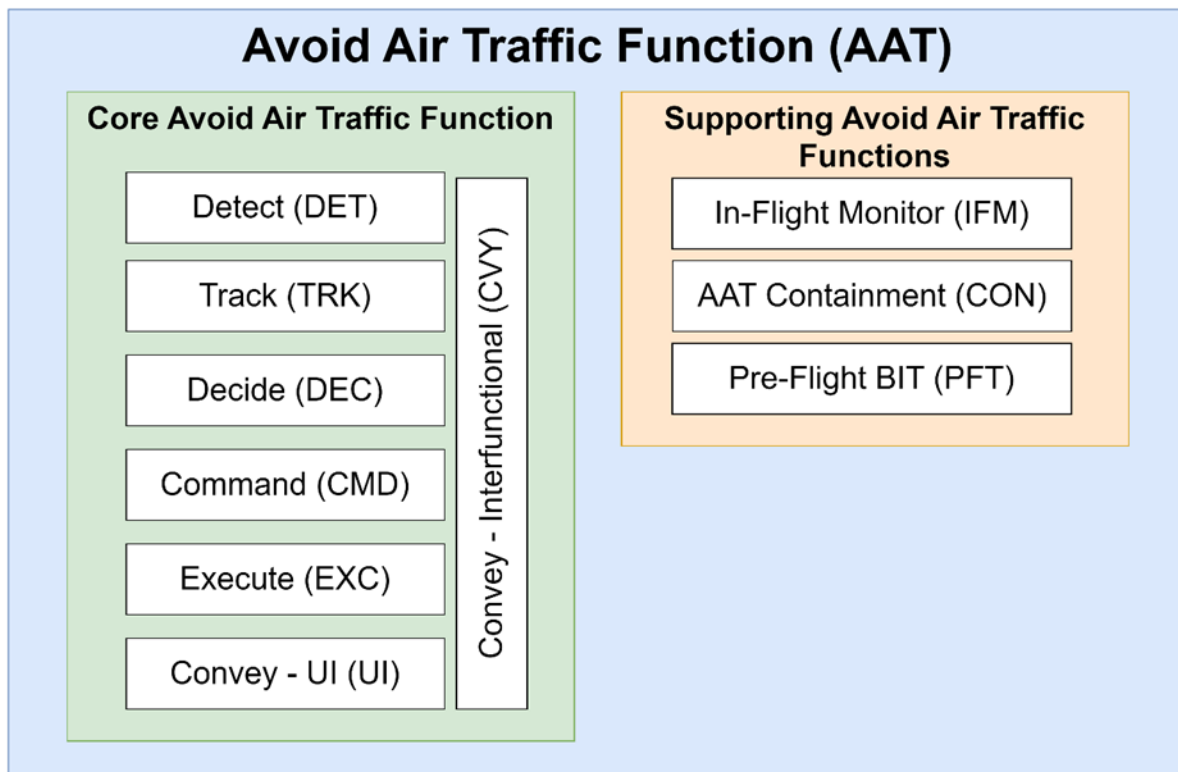 Avoid Air Traffic Function (AAT)
Core Avoid Air Traffic Function
Detect (DET)
Track (TRK)
Decide (DEC)
Command (CMD)
Execute (EXC)
Convey - UI (UI)
Convey - Interfunctional (CVY)
Supporting Avoid Air Traffic
Functions
In-Flight Monitor (IFM)
AAT Containment (CON)
Pre-Flight BIT (PFT)